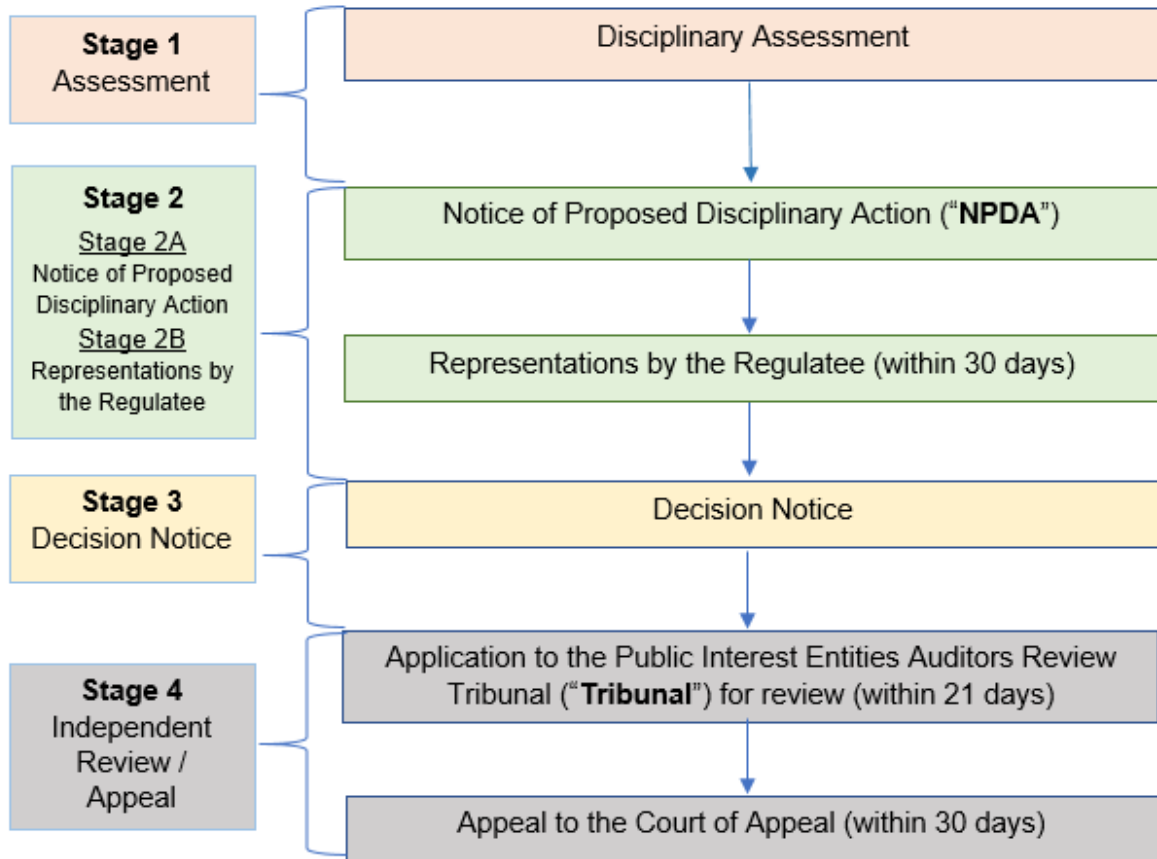 Stage 1
Assessment
Disciplinary Assessment
Stage 2
Stage 2A
Notice of Proposed
Disciplinary Action
Stage 2B
Representations by
the Regulatee
Notice of Proposed Disciplinary Action (“NPDA”)
Representations by the Regulatee (within 30 days)
Stage 3
Decision Notice
Decision Notice
Stage 4
Independent
Review /
Appeal
Application to the Public Interest Entities Auditors Review
Tribunal (“Tribunal”) for review (within 21 days)
Appeal to the Court of Appeal (within 30 days)